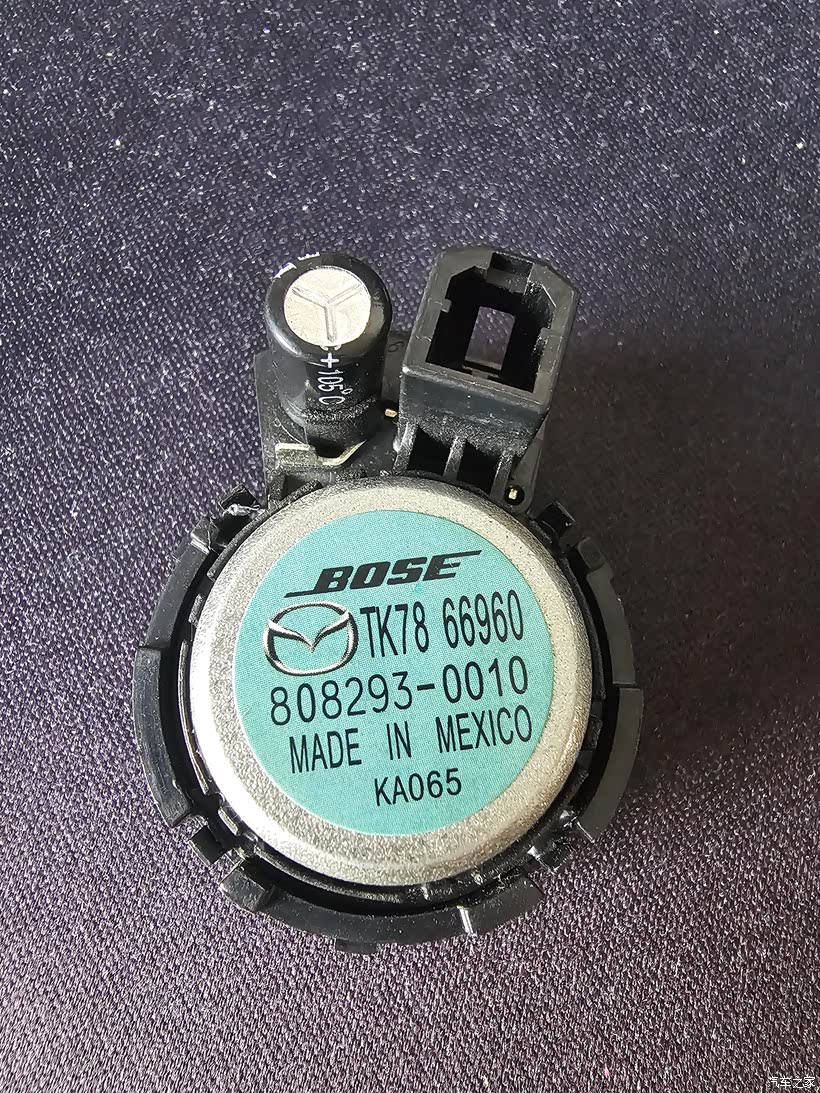 +105°C
BOSE
TK78 66960
808293-0010
MADE IN MEXICO
KA065
汽车之家